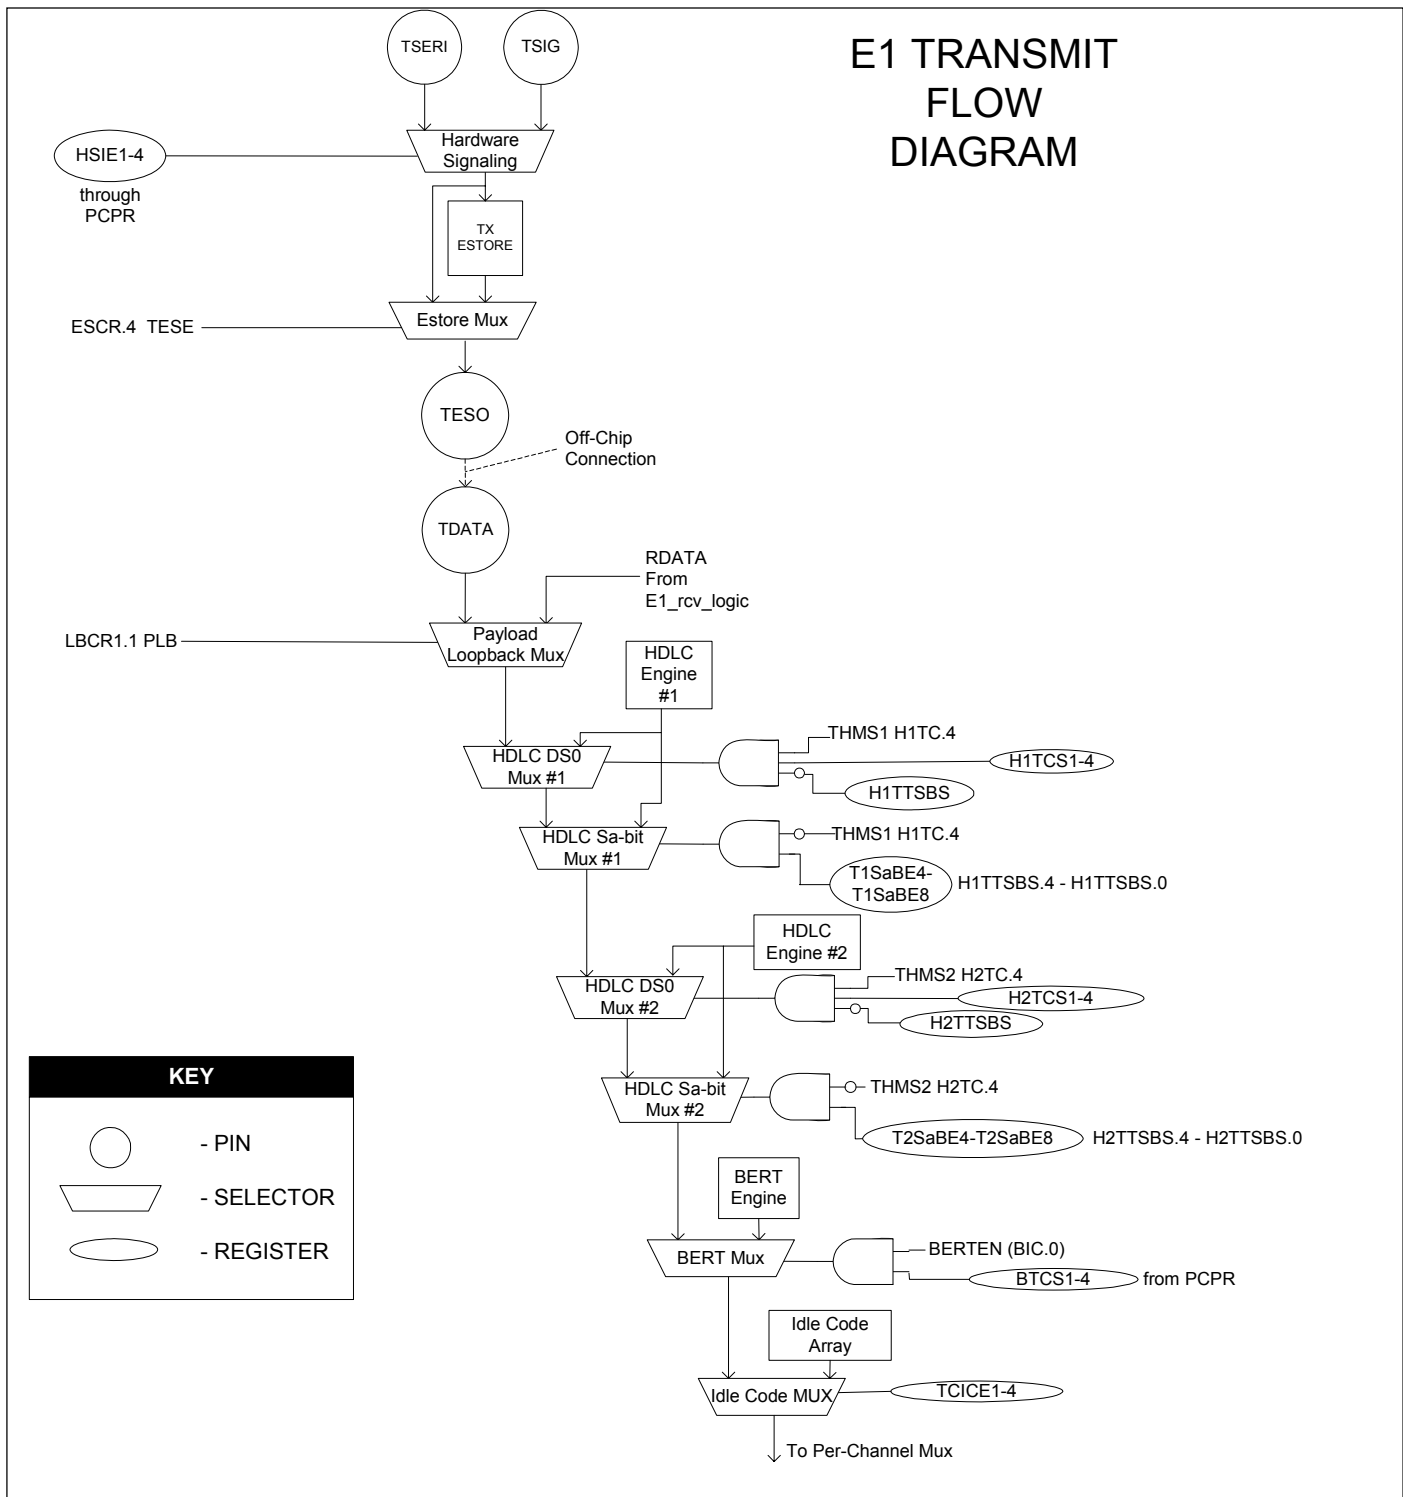 E1 TRANSMIT
FLOW
DIAGRAM
TSERI
TSIG
Hardware
Signaling
HSIE1-4
through
PCPR
TX
ESTORE
Estore Mux
ESCR.4 TESE
TESO
Off-Chip
Connection
TDATA
RDATA
From
E1_rcv_logic
LBCR1.1 PLB
Payload
Loopback Mux
HDLC
Engine
#1
THMS1 H1TC.4
HDLC DS0
Mux #1
H1TCS1-4
H1TTSBS
HDLC Sa-bit
Mux #1
THMS1 H1TC.4
T1SaBE4-
T1SaBE8
H1TTSBS.4 - H1TTSBS.0
HDLC
Engine #2
THMS2 H2TC.4
HDLC DS0
Mux #2
H2TCS1-4
H2TTSBS
KEY
- PIN
- SELECTOR
- REGISTER
HDLC Sa-bit
Mux #2
THMS2 H2TC.4
T2SaBE4-T2SaBE8
H2TTSBS.4 - H2TTSBS.0
BERT
Engine
BERT Mux
BERTEN (BIC.0)
BTCS1-4
from PCPR
Idle Code
Array
Idle Code MUX
TCICE1-4
To Per-Channel Mux